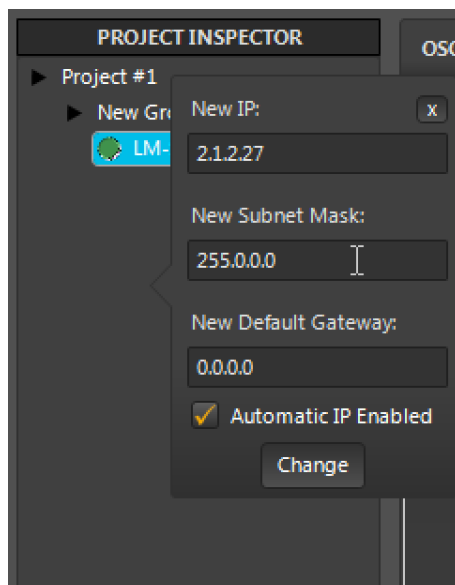 PROJECT INSPECTOR
OSC
Project #1
New Gr
New IP:
x
LM-
2.1.2.27
New Subnet Mask:
255.0.0.0
New Default Gateway:
0.0.0.0
Automatic IP Enabled
Change